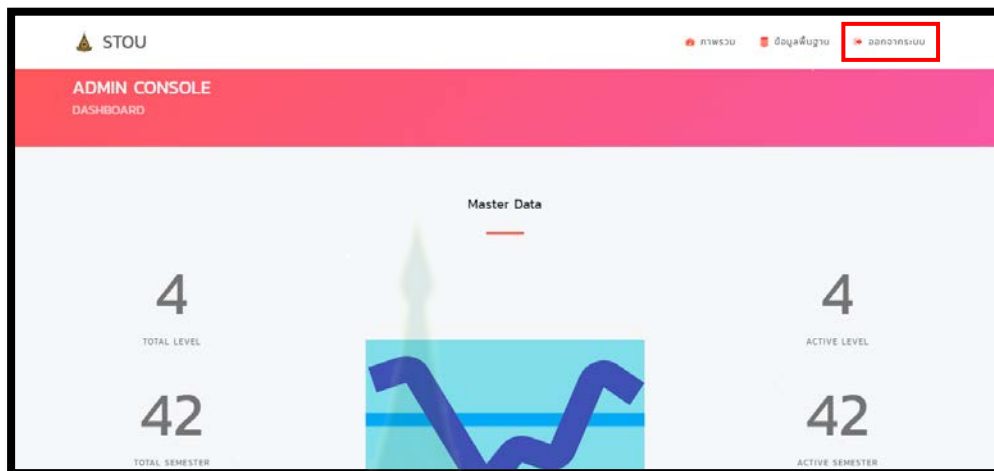 STOU
ภาพรวม
ข้อมูลพื้นฐาน
ออกจากระบบ
ADMIN CONSOLE
DASHBOARD
Master Data
4
TOTAL LEVEL
4
ACTIVE LEVEL
42
TOTAL SEMESTER
42
ACTIVE SEMESTER